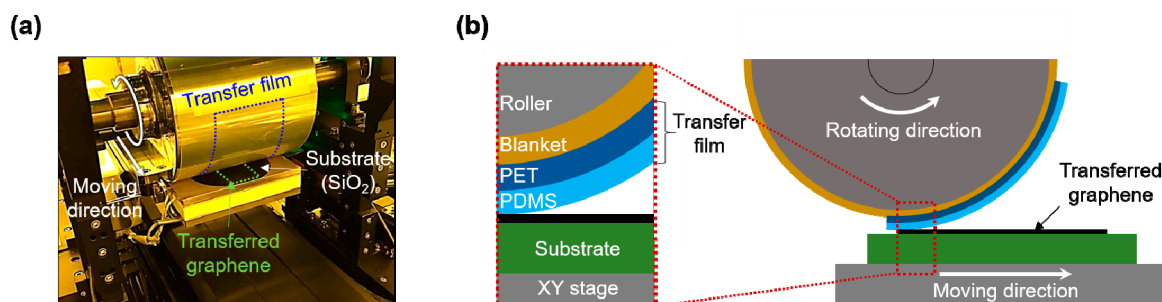 (a)
Transfer film
Substrate
(SiO₂)
Moving
direction
Transferred
graphene
(b)
Roller
Blanket
PET
PDMS
Substrate
XY stage
Transfer
film
Rotating direction
Transferred
graphene
Moving direction